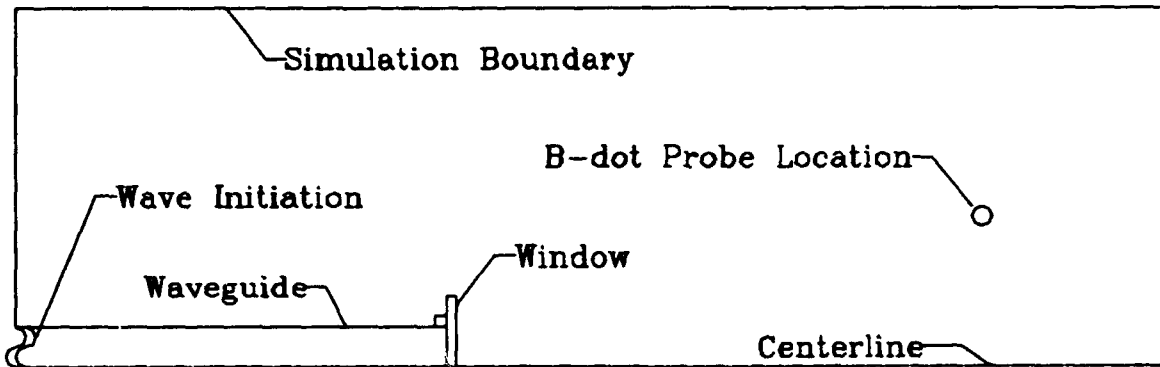 Simulation Boundary
B-dot Probe Location
Wave Initiation
Window
Waveguide
Centerline